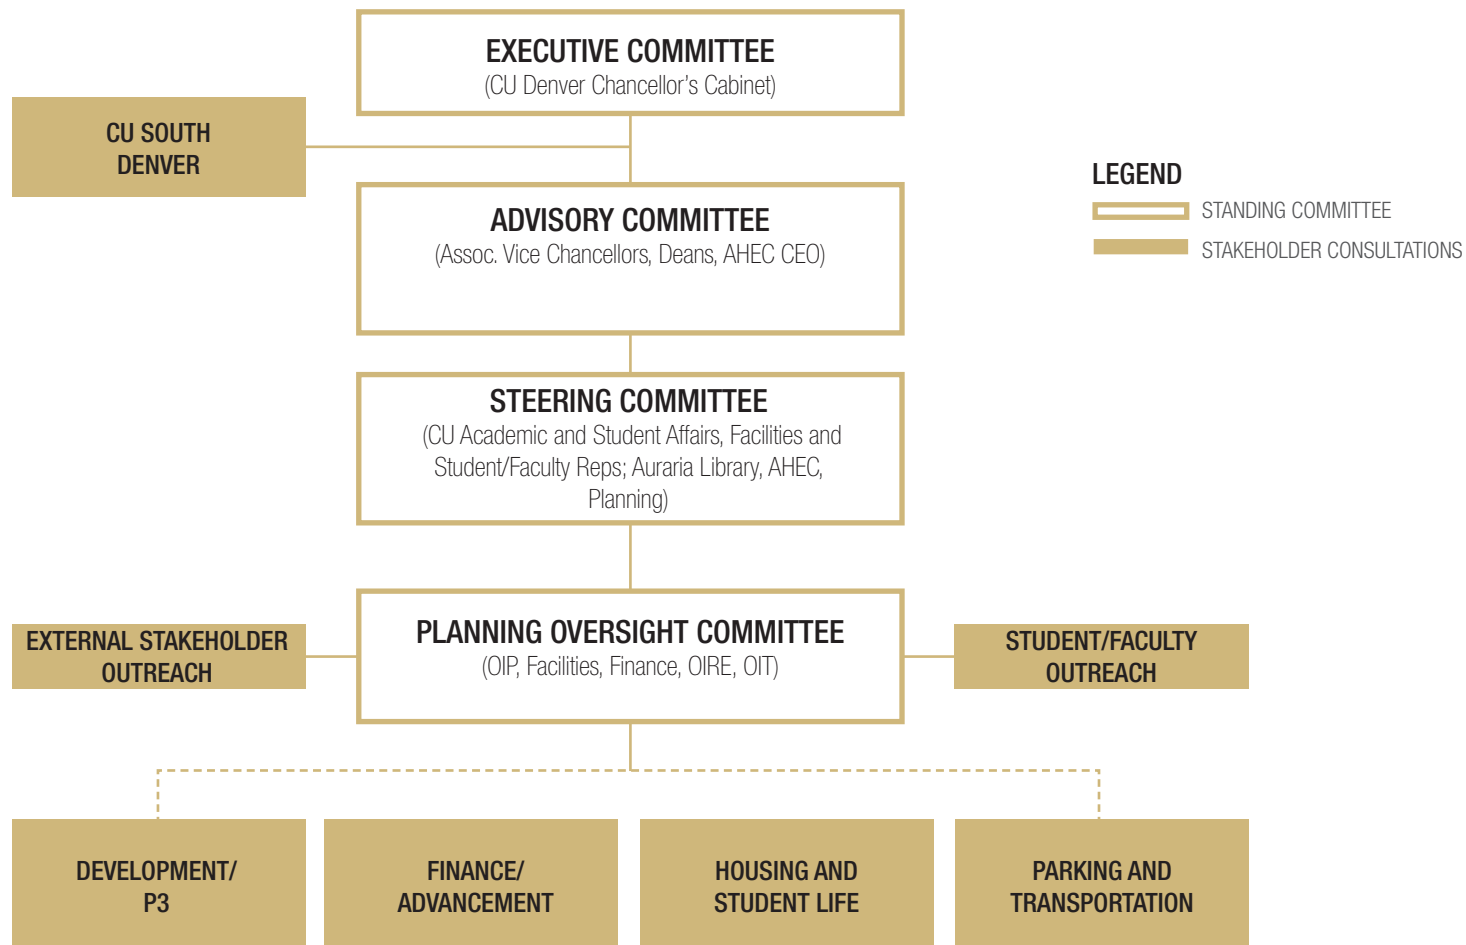 EXECUTIVE COMMITTEE
(CU Denver Chancellor's Cabinet)
CU SOUTH
DENVER
LEGEND
STANDING COMMITTEE
STAKEHOLDER CONSULTATIONS
ADVISORY COMMITTEE
(Assoc. Vice Chancellors, Deans, AHEC CEO)
STEERING COMMITTEE
(CU Academic and Student Affairs, Facilities and
Student/Faculty Reps; Auraria Library, AHEC,
Planning)
EXTERNAL STAKEHOLDER
OUTREACH
PLANNING OVERSIGHT COMMITTEE
(OIP, Facilities, Finance, OIRE, OIT)
STUDENT/FACULTY
OUTREACH
DEVELOPMENT/
P3
FINANCE/
ADVANCEMENT
HOUSING AND
STUDENT LIFE
PARKING AND
TRANSPORTATION